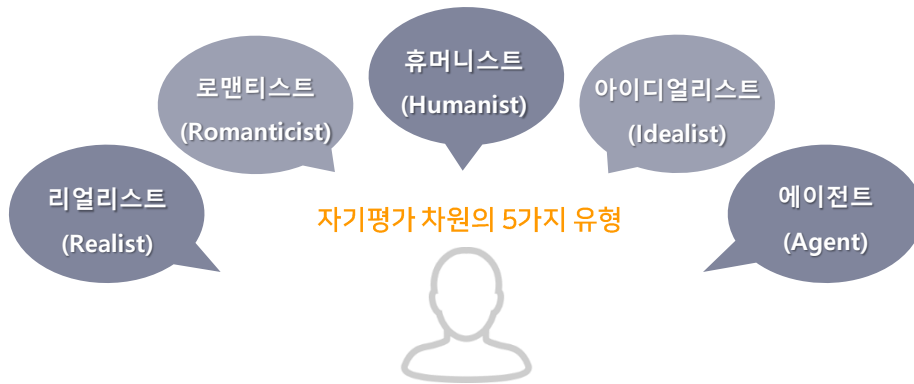 리얼리스트
(Realist)
로맨티스트
(Romanticist)
휴머니스트
(Humanist)
아이디얼리스트
(Idealist)
에이전트
(Agent)
자기평가 차원의 5가지 유형